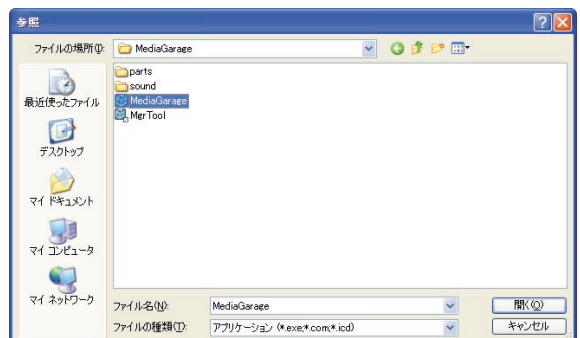 参照
ファイルの場所(I):
MediaGarage
最近使ったファイル
デスクトップ
マイ ドキュメント
マイ コンピュータ
マイ ネットワーク
parts
sound
MediaGarage
MgrTool
ファイル名(N):
MediaGarage
開く(O)
ファイルの種類(T):
アプリケーション (*.exe;*.com;*.icd)
キャンセル